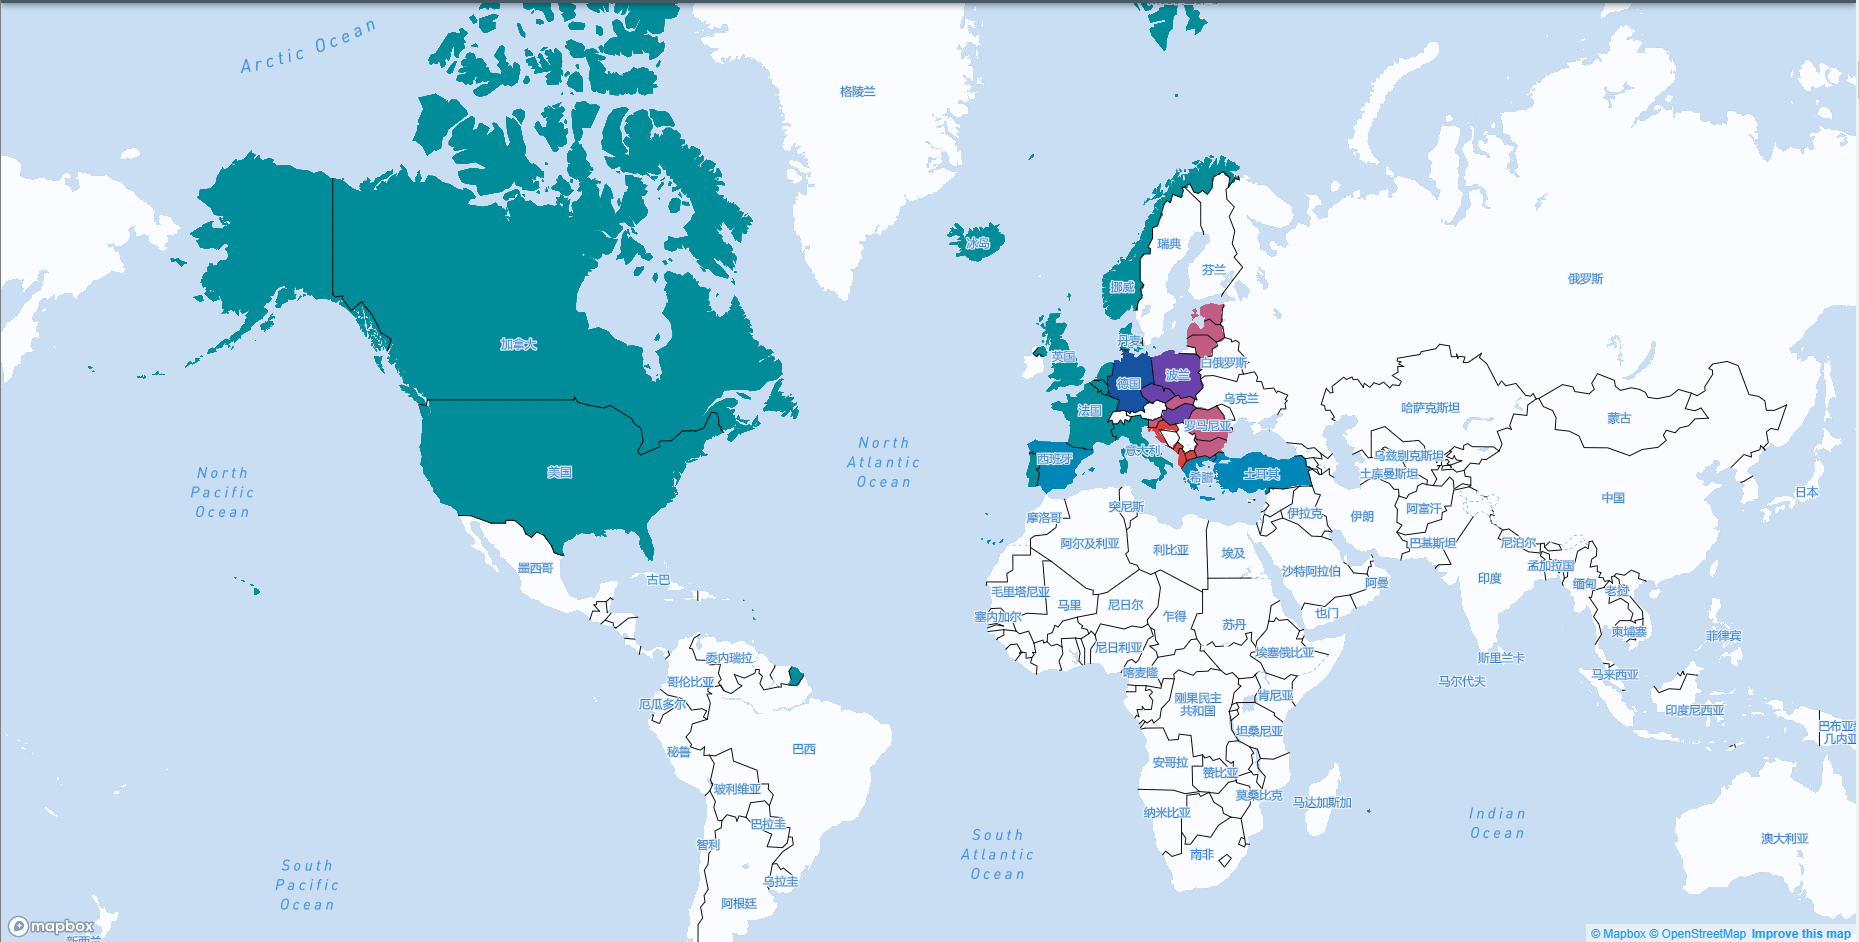 Arctic Ocean
格陵兰
冰岛
瑞典
芬兰
挪威
俄罗斯
加拿大
英国
丹麦
白俄罗斯
德国
波兰
乌克兰
法国
哈萨克斯坦
蒙古
罗马尼亚
North
Atlantic
Ocean
意大利
西班牙
希腊
土耳其
乌兹别克斯坦
土库曼斯坦
美国
North
Pacific
Ocean
中国
日本
突尼斯
摩洛哥
伊拉克
伊朗
阿富汗
阿尔及利亚
利比亚
埃及
巴基斯坦
尼泊尔
墨西哥
古巴
沙特阿拉伯
阿曼
印度
孟加拉国
缅甸
老挝
毛里塔尼亚
马里
尼日尔
乍得
苏丹
也门
塞内加尔
柬埔寨
菲律宾
尼日利亚
埃塞俄比亚
委内瑞拉
斯里兰卡
喀麦隆
马来西亚
哥伦比亚
马尔代夫
厄瓜多尔
刚果民主
共和国
肯尼亚
印度尼西亚
巴布亚
几内亚
坦桑尼亚
秘鲁
巴西
安哥拉
赞比亚
玻利维亚
莫桑比克
马达加斯加
纳米比亚
巴拉圭
Indian
Ocean
智利
South
Atlantic
Ocean
南非
澳大利亚
South
Pacific
Ocean
乌拉圭
阿根廷
mapbox
新西兰
© Mapbox © OpenStreetMap Improve this map